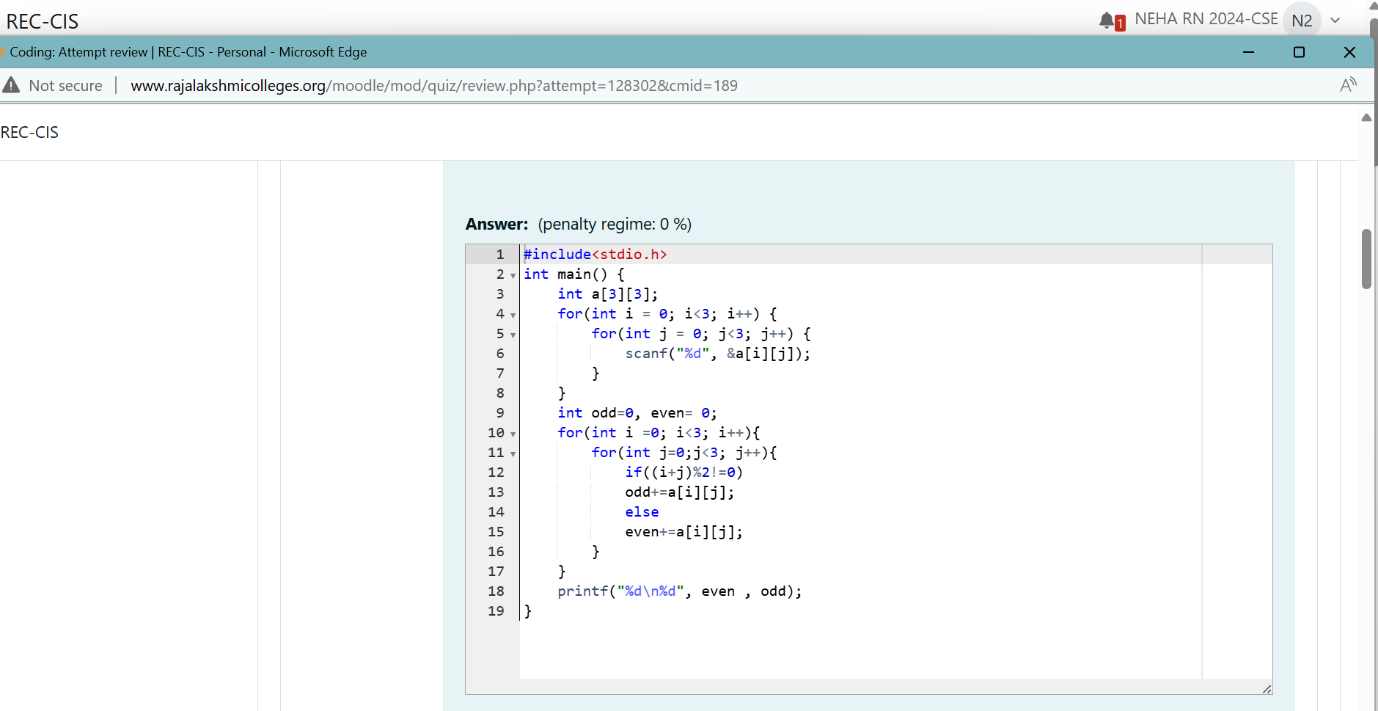 REC-CIS
1 NEHA RN 2024-CSE N2
Coding: Attempt review | REC-CIS - Personal - Microsoft Edge
Not secure | www.rajalakshmicolleges.org/moodle/mod/quiz/review.php?attempt=128302&cmid=189
REC-CIS
Answer: (penalty regime: 0 %)
1 #include<stdio.h>
2 int main() {
3     int a[3][3];
4     for(int i = 0; i<3; i++) {
5         for(int j = 0; j<3; j++) {
6             scanf("%d", &a[i][j]);
7         }
8     }
9     int odd=0, even= 0;
10     for(int i =0; i<3; i++){
11         for(int j=0;j<3; j++){
12             if((i+j)%2!=0)
13             odd+=a[i][j];
14             else
15             even+=a[i][j];
16         }
17     }
18     printf("%d\n%d", even , odd);
19 }